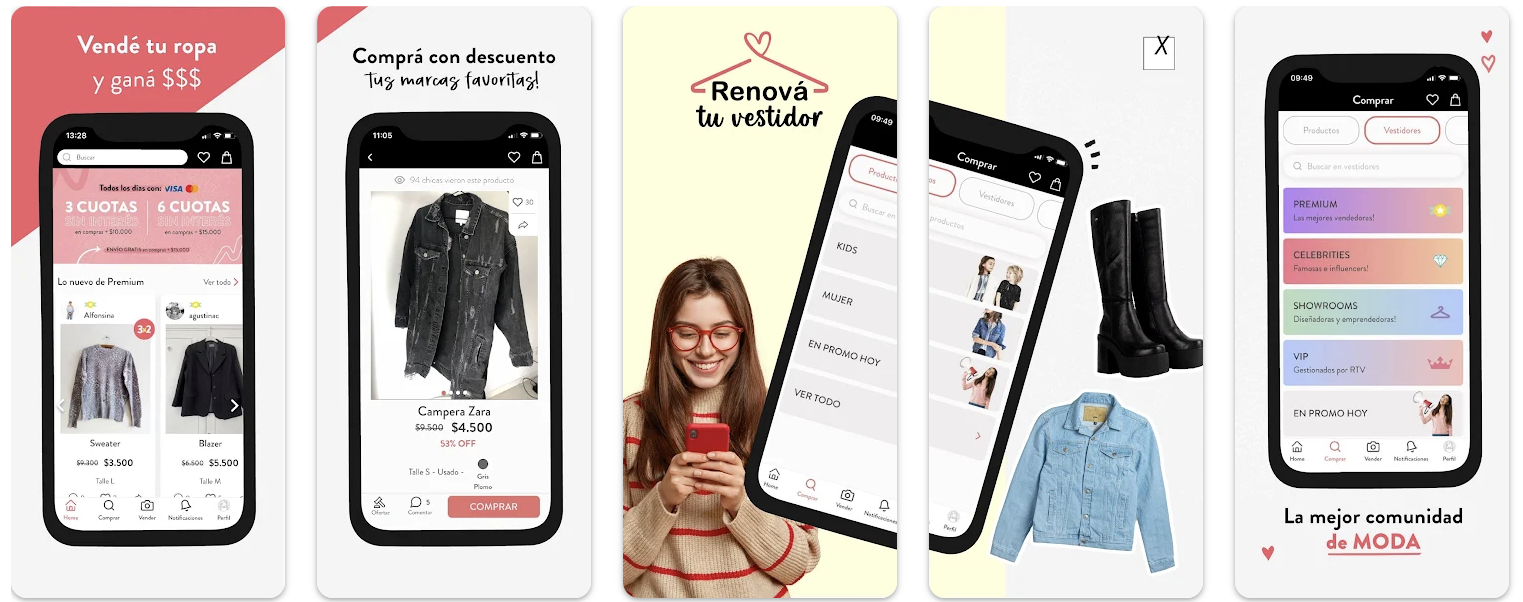 Vendé tu ropa
y ganá $$$
13:28
Buscar
Todos los días con: VISA
3 CUOTAS
SIN INTERÉS
en compras +$10.000
6 CUOTAS
SIN INTERÉS
en compras +$15.000
ENVÍO GRATIS en compras +$15.000
Lo nuevo de Premium
Ver todo
Alfonsina
agustinac
3x2
Sweater
$9.300 $3.500
Talle L
Blazer
$6.500 $5.500
Talle M
Home
Comprar
Vender
Notificaciones
Perfil
Comprá con descuento
tus marcas favoritas!
11:05
94 chicas vieron este producto
30
Campera Zara
$9.500 $4.500
53% OFF
Talle S - Usado -
Gris
Plomo
Ofertar
5
Comentar
COMPRAR
Renová
tu vestidor
09:49
Product
Buscar en
KIDS
MUJER
EN PROMO HOY
VER TODO
Home
Comprar
Vender
Notificaciones
X
Comprar
os
Vestidores
productos
Perfil
09:49
Comprar
Productos
Vestidores
Buscar en vestidores
PREMIUM
Las mejores vendedoras!
CELEBRITIES
Famosas e influencers!
SHOWROOMS
Diseñadoras y emprendedoras!
VIP
Gestionados por RTV
EN PROMO HOY
Home
Comprar
Vender
Notificaciones
Perfil
La mejor comunidad
de MODA